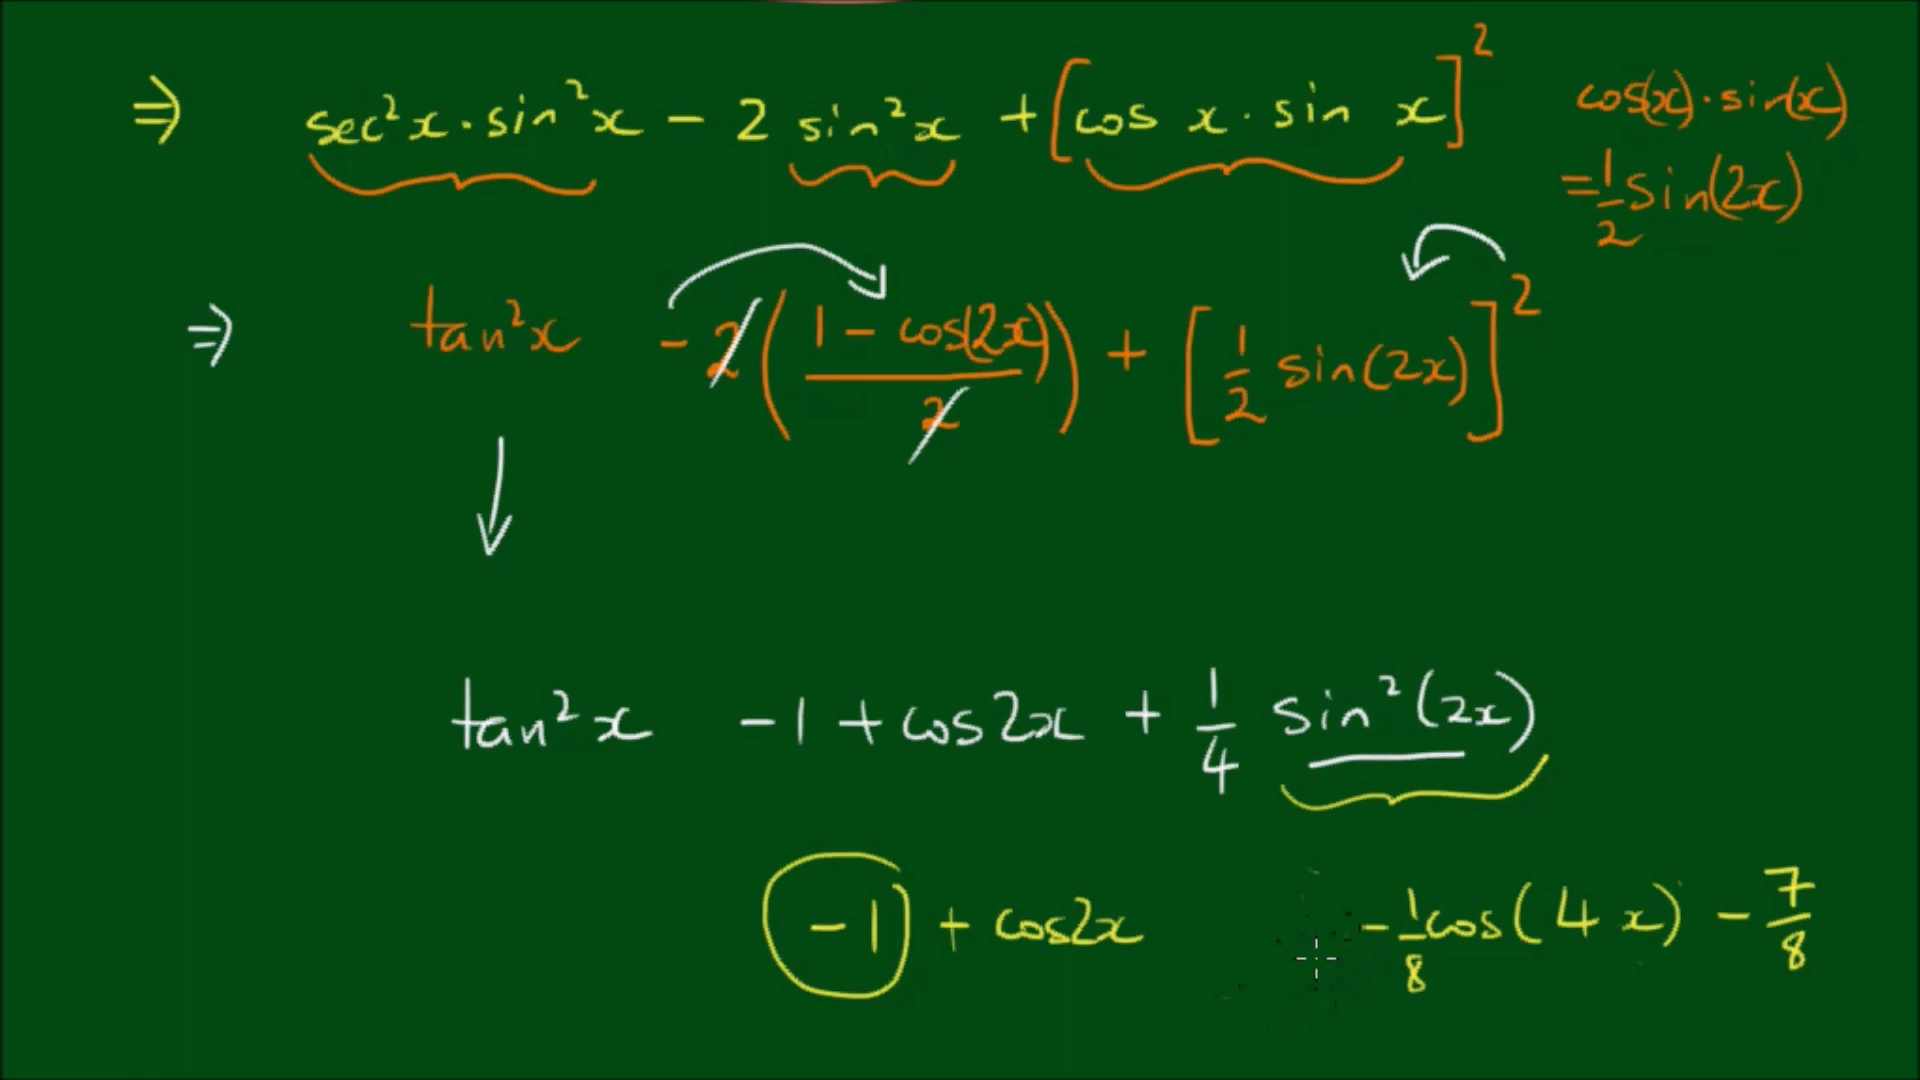 ⇒ sec²x · sin²x − 2 sin²x + [cos x · sin x]²
cos(x) · sin(x)
= 1/2 sin(2x)
⇒ tan²x − 2 ( (1 − cos(2x)) / 2 ) + [ 1/2 sin(2x) ]²
tan²x − 1 + cos2x + 1/4 sin²(2x)
− 1 + cos2x − 1/8 cos(4x) − 7/8